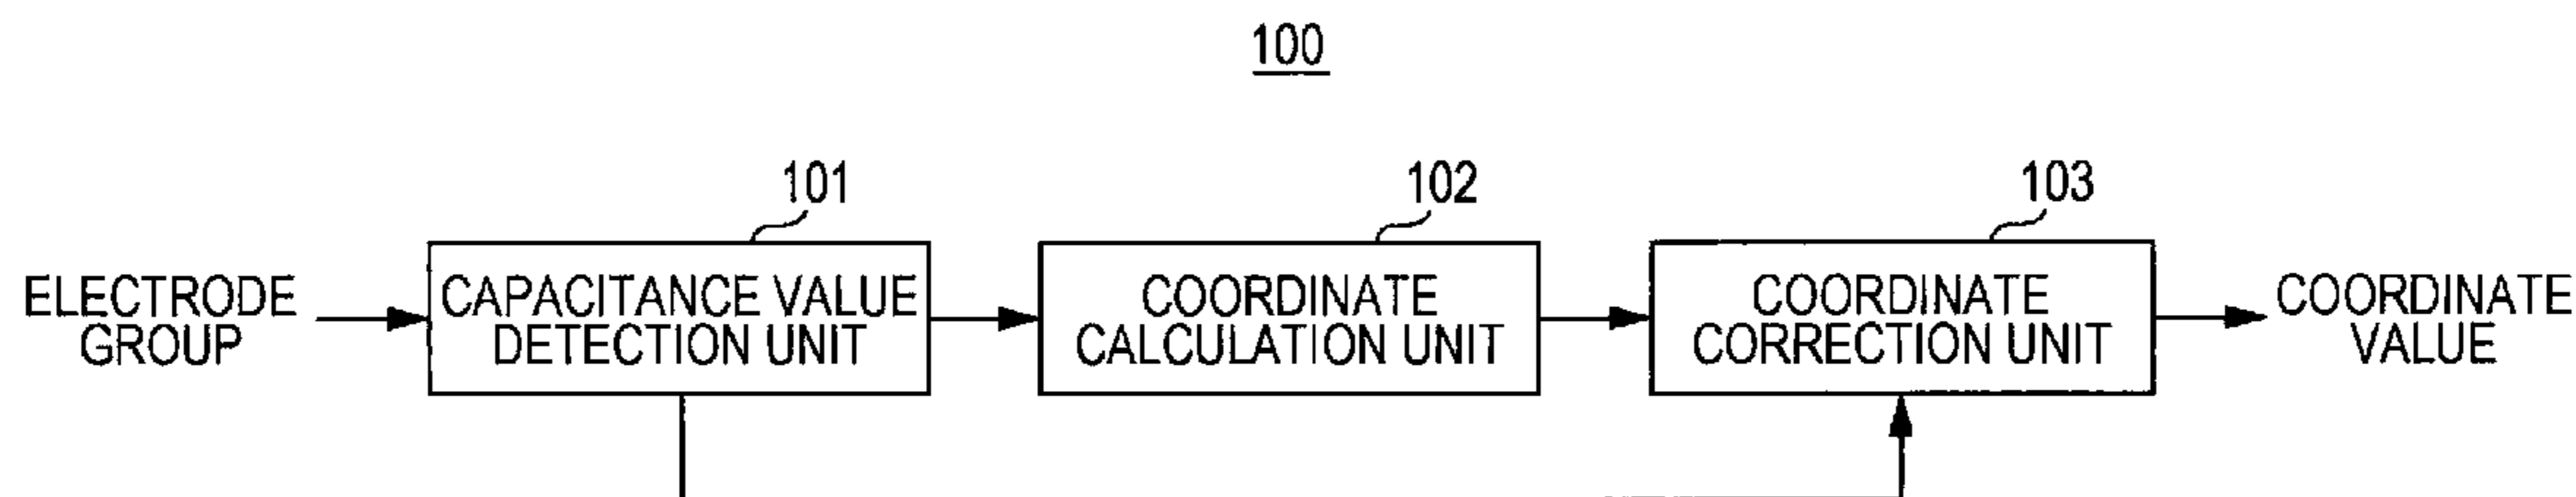 100
101
102
103
ELECTRODE
GROUP
CAPACITANCE VALUE
DETECTION UNIT
COORDINATE
CALCULATION UNIT
COORDINATE
CORRECTION UNIT
COORDINATE
VALUE